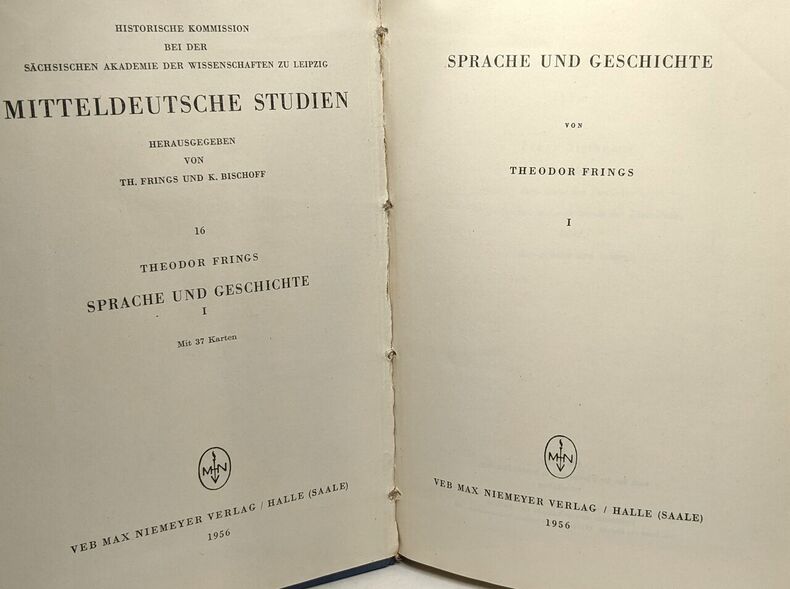 HISTORISCHE KOMMISSION
BEI DER
SÄCHSISCHEN AKADEMIE DER WISSENSCHAFTEN ZU LEIPZIG
MITTELDEUTSCHE STUDIEN
HERAUSGEGEBEN
VON
TH. FRINGS UND K. BISCHOFF
16
THEODOR FRINGS
SPRACHE UND GESCHICHTE
I
Mit 37 Karten
MN
VEB MAX NIEMEYER VERLAG / HALLE (SAALE)
1956
SPRACHE UND GESCHICHTE
VON
THEODOR FRINGS
I
MN
VEB MAX NIEMEYER VERLAG / HALLE (SAALE)
1956